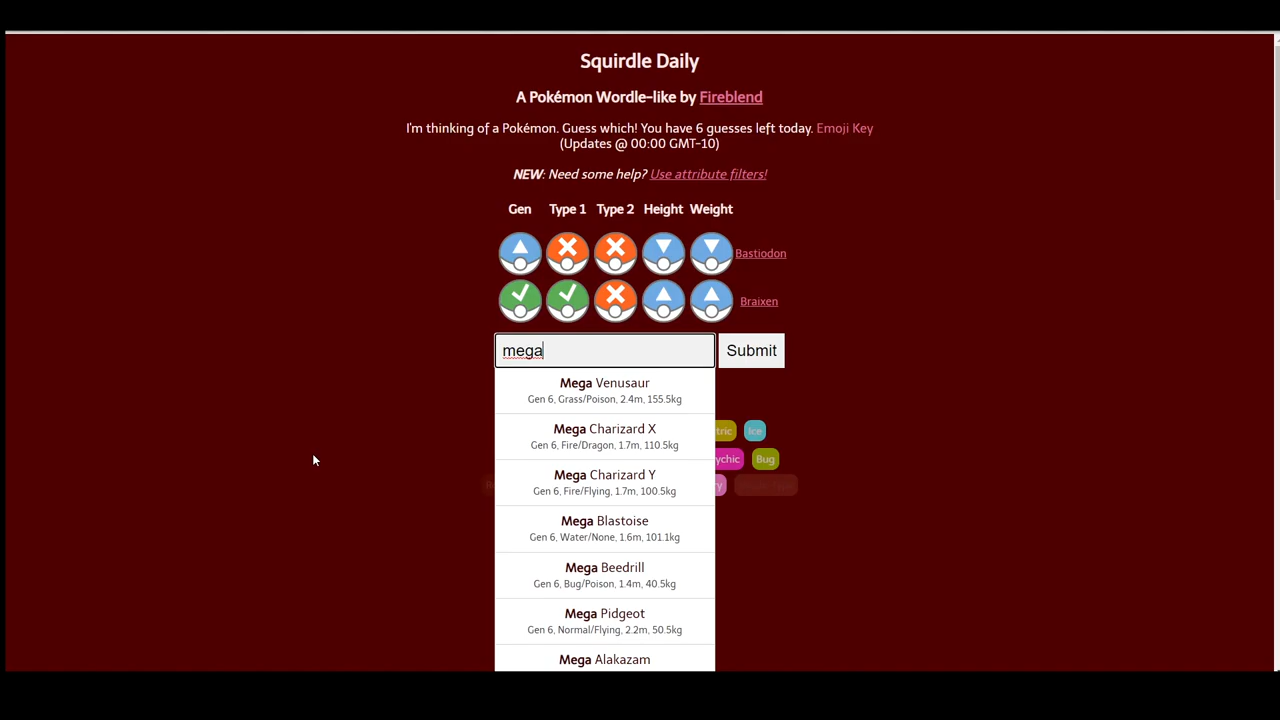 Squirdle Daily
A Pokémon Wordle-like by Fireblend
I'm thinking of a Pokémon. Guess which! You have 6 guesses left today. Emoji Key
(Updates @ 00:00 GMT-10)
NEW: Need some help? Use attribute filters!
Gen Type 1 Type 2 Height Weight
Bastiodon
Braixen
mega Submit
Mega Venusaur
Gen 6, Grass/Poison, 2.4m, 155.5kg
Mega Charizard X
Gen 6, Fire/Dragon, 1.7m, 110.5kg
tric Ice
Mega Charizard Y
Gen 6, Fire/Flying, 1.7m, 100.5kg
ychic Bug
ry
Mega Blastoise
Gen 6, Water/None, 1.6m, 101.1kg
Mega Beedrill
Gen 6, Bug/Poison, 1.4m, 40.5kg
Mega Pidgeot
Gen 6, Normal/Flying, 2.2m, 50.5kg
Mega Alakazam